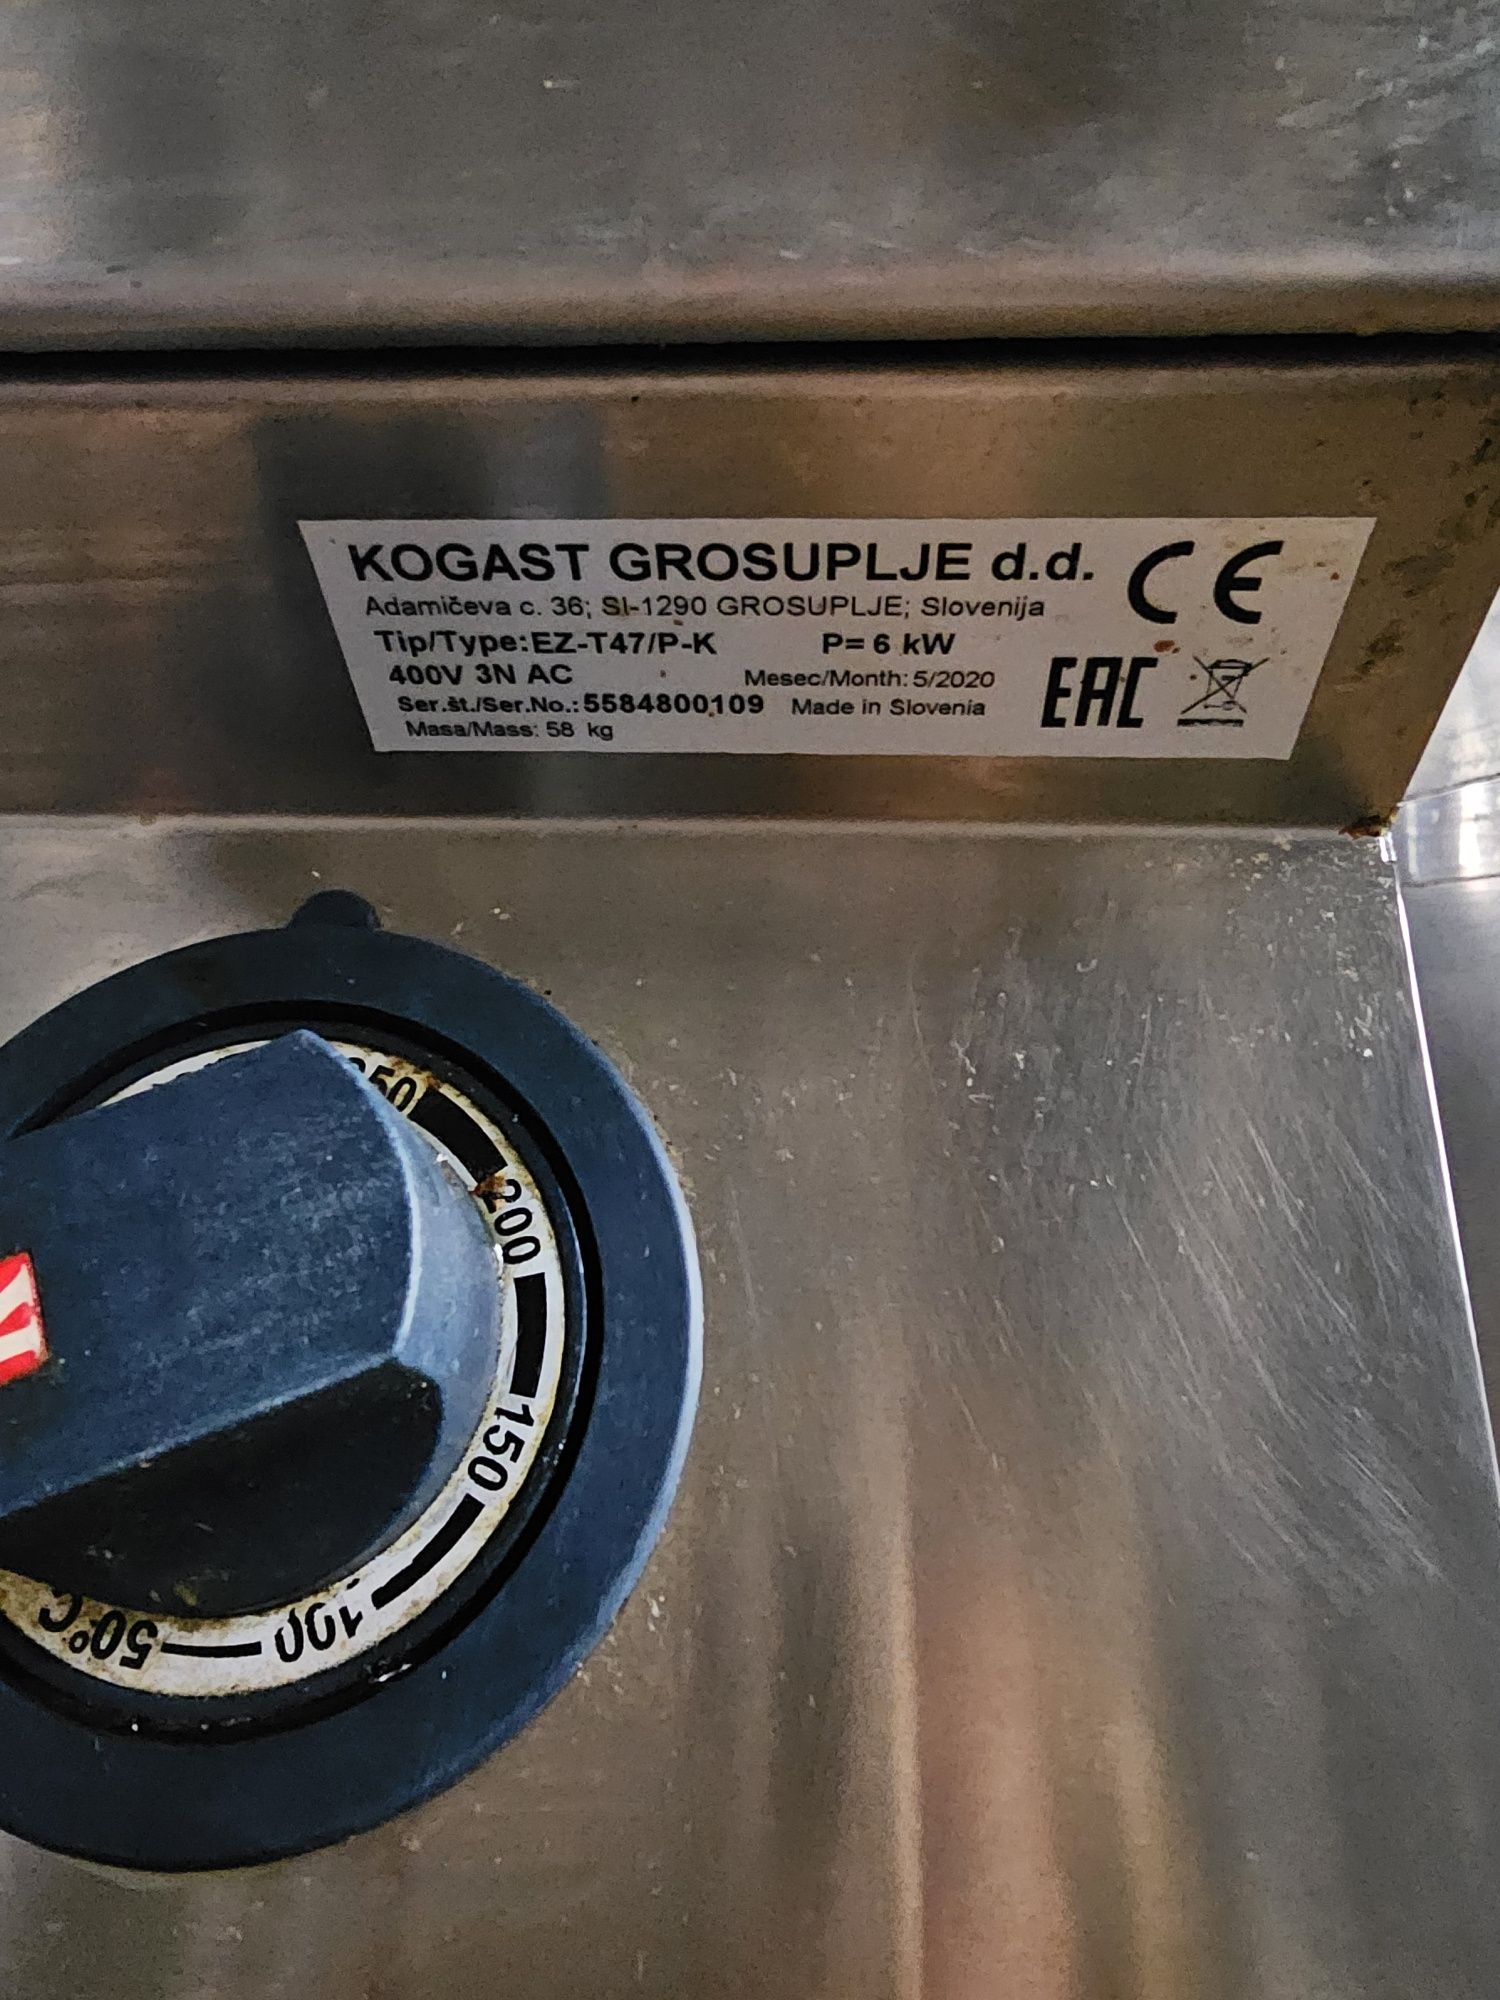 KOGAST GROSUPLJE d.d. CE
Adamičeva c. 36; SI-1290 GROSUPLJE; Slovenija
Tip/Type:EZ-T47/P-K P= 6 kW
400V 3N AC Mesec/Month: 5/2020
EAC
Ser.št./Ser.No.:5584800109 Made in Slovenia
Masa/Mass: 58 kg
250
200
150
100
50°C